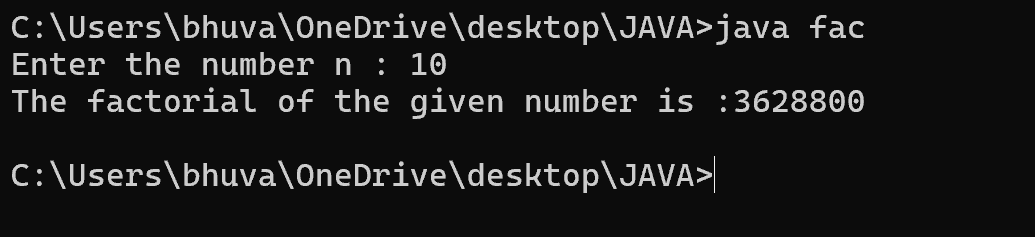 C:\Users\bhuva\OneDrive\desktop\JAVA>java fac
Enter the number n : 10
The factorial of the given number is :3628800
C:\Users\bhuva\OneDrive\desktop\JAVA>